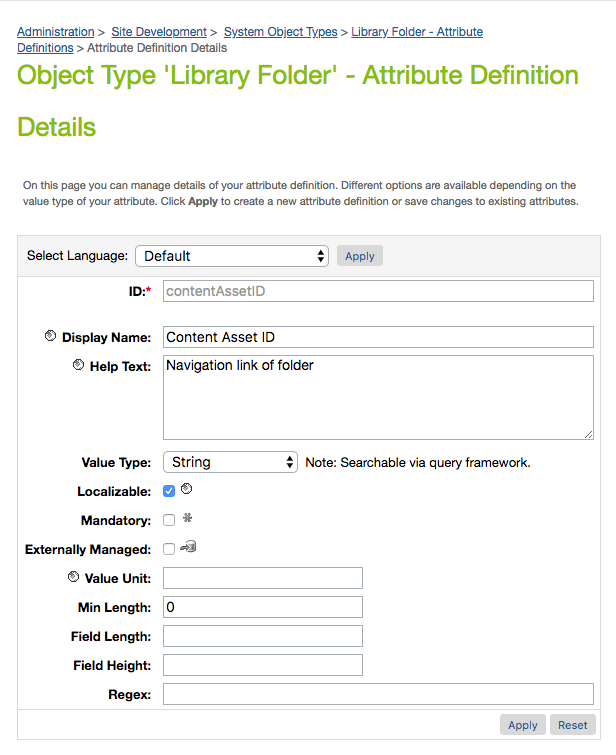 Administration > Site Development > System Object Types > Library Folder - Attribute
Definitions > Attribute Definition Details
Object Type 'Library Folder' - Attribute Definition
Details
On this page you can manage details of your attribute definition. Different options are available depending on the
value type of your attribute. Click Apply to create a new attribute definition or save changes to existing attributes.
Select Language: Default Apply
ID:* contentAssetID
Display Name: Content Asset ID
Help Text: Navigation link of folder
Value Type: String Note: Searchable via query framework.
Localizable:
Mandatory:
Externally Managed:
Value Unit:
Min Length: 0
Field Length:
Field Height:
Regex:
Apply Reset